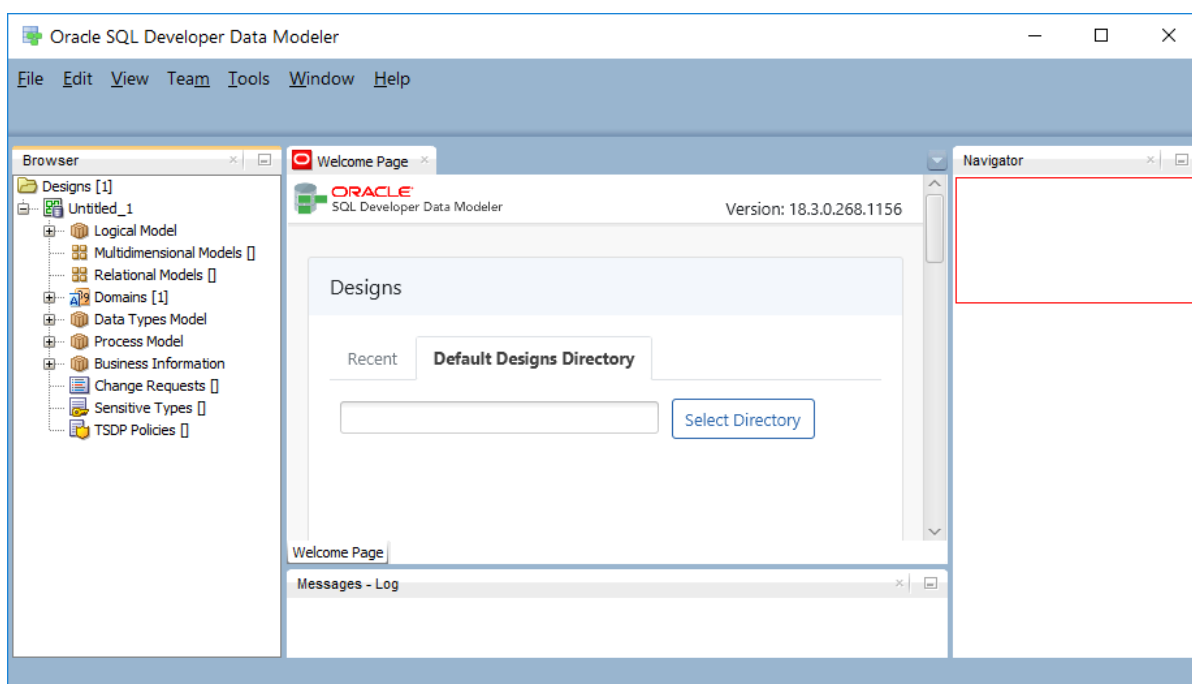 Oracle SQL Developer Data Modeler
File Edit View Team Tools Window Help
Browser
Designs [1]
Untitled_1
Logical Model
Multidimensional Models []
Relational Models []
Domains [1]
Data Types Model
Process Model
Business Information
Change Requests []
Sensitive Types []
TSDP Policies []
Welcome Page
ORACLE
SQL Developer Data Modeler
Version: 18.3.0.268.1156
Designs
Recent
Default Designs Directory
Select Directory
Welcome Page
Messages - Log
Navigator